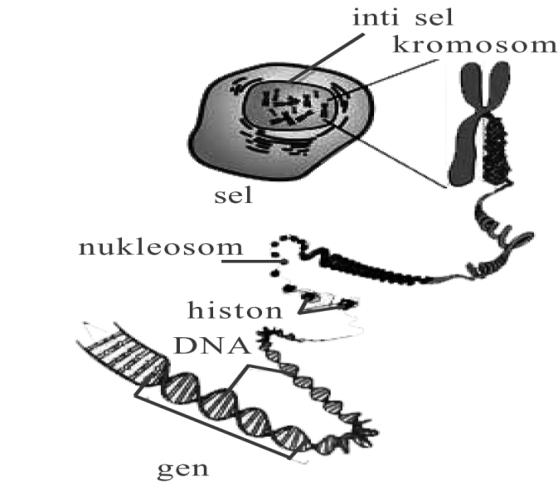 inti sel
kromosom
sel
nukleosom
histon
DNA
gen